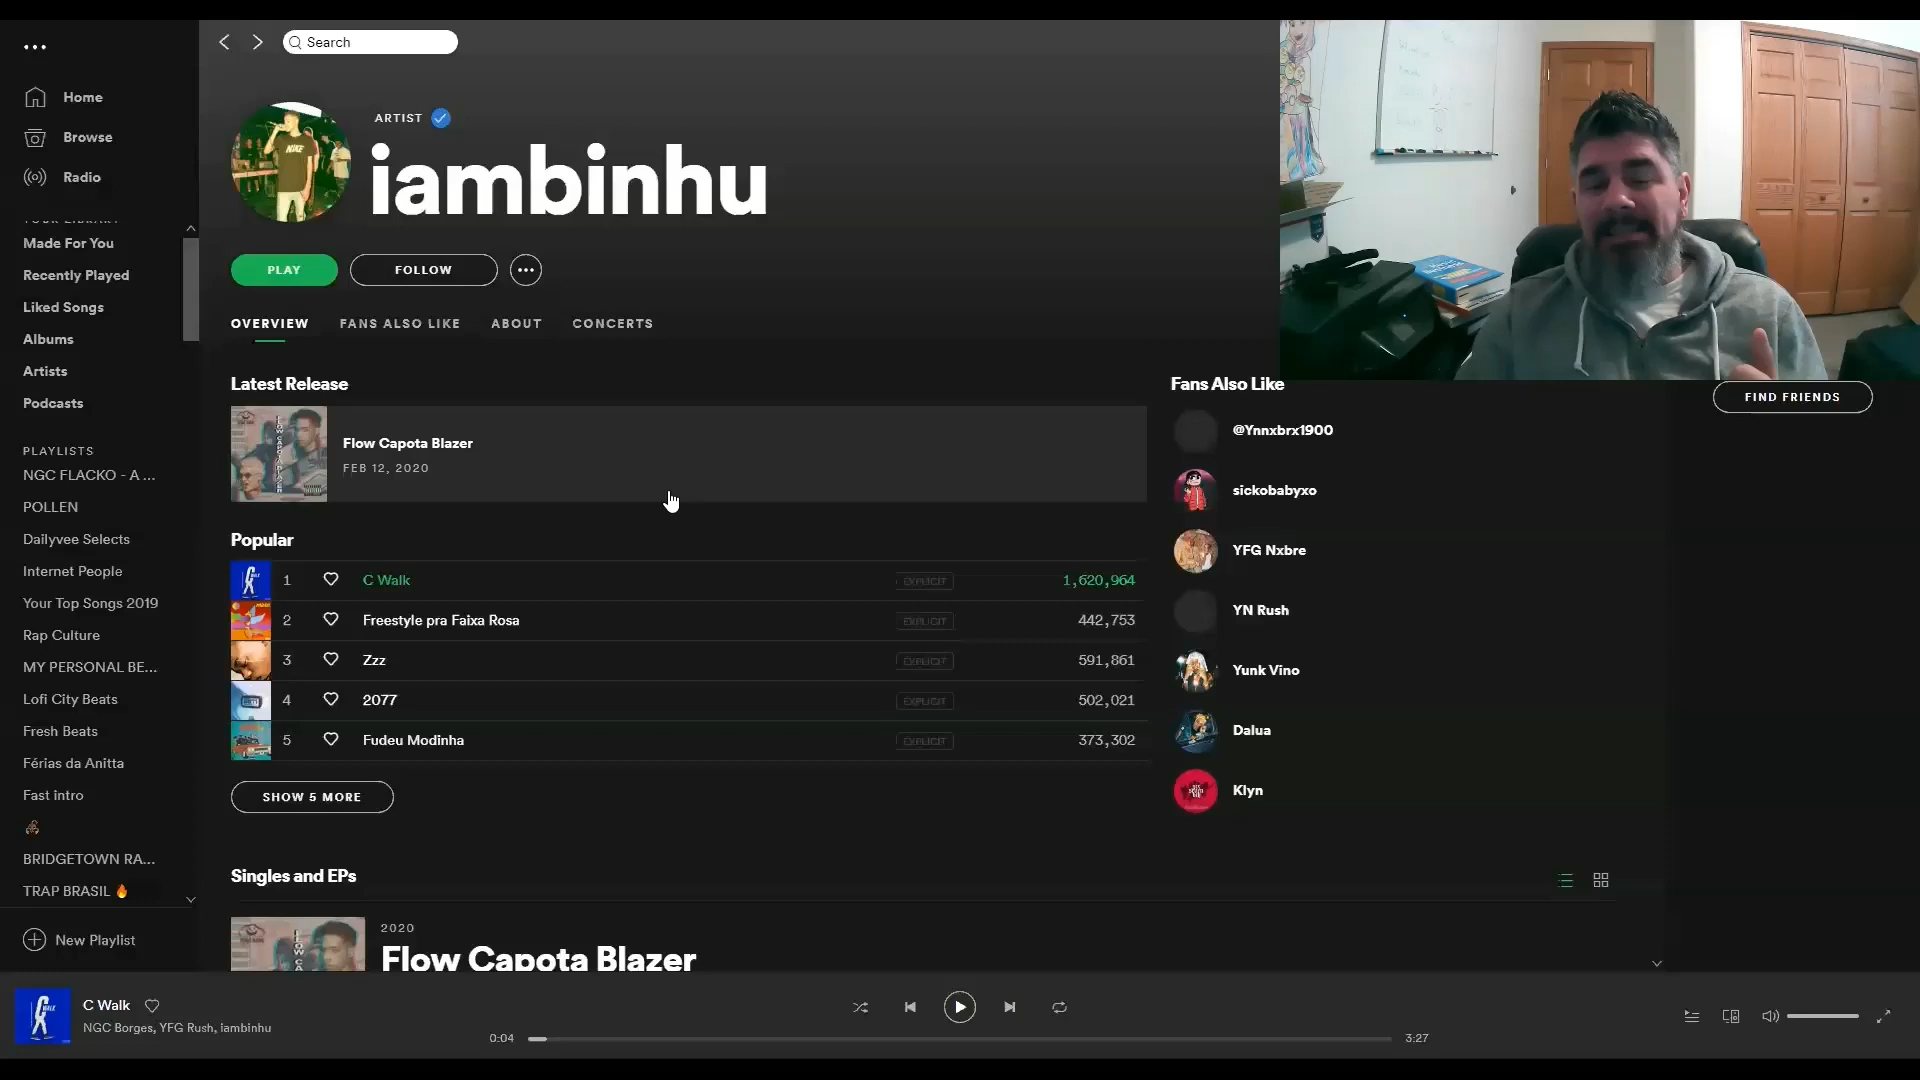 Search
Home
Browse
Radio
YOUR LIBRARY
Made For You
Recently Played
Liked Songs
Albums
Artists
Podcasts
PLAYLISTS
NGC FLACKO - A ...
POLLEN
Dailyvee Selects
Internet People
Your Top Songs 2019
Rap Culture
MY PERSONAL BE...
Lofi City Beats
Fresh Beats
Férias da Anitta
Fast intro
BRIDGETOWN RA...
TRAP BRASIL 🔥
New Playlist
ARTIST
iambinhu
PLAY
FOLLOW
OVERVIEW
FANS ALSO LIKE
ABOUT
CONCERTS
Latest Release
Flow Capota Blazer
FEB 12, 2020
Popular
1 C Walk EXPLICIT 1,620,964
2 Freestyle pra Faixa Rosa EXPLICIT 442,753
3 Zzz EXPLICIT 591,861
4 2077 EXPLICIT 502,021
5 Fudeu Modinha EXPLICIT 373,302
SHOW 5 MORE
Fans Also Like
@Ynnxbrx1900
sickobabyxo
YFG Nxbre
YN Rush
Yunk Vino
Dalua
Klyn
FIND FRIENDS
Singles and EPs
2020
Flow Capota Blazer
C Walk
NGC Borges, YFG Rush, iambinhu
0:04
3:27